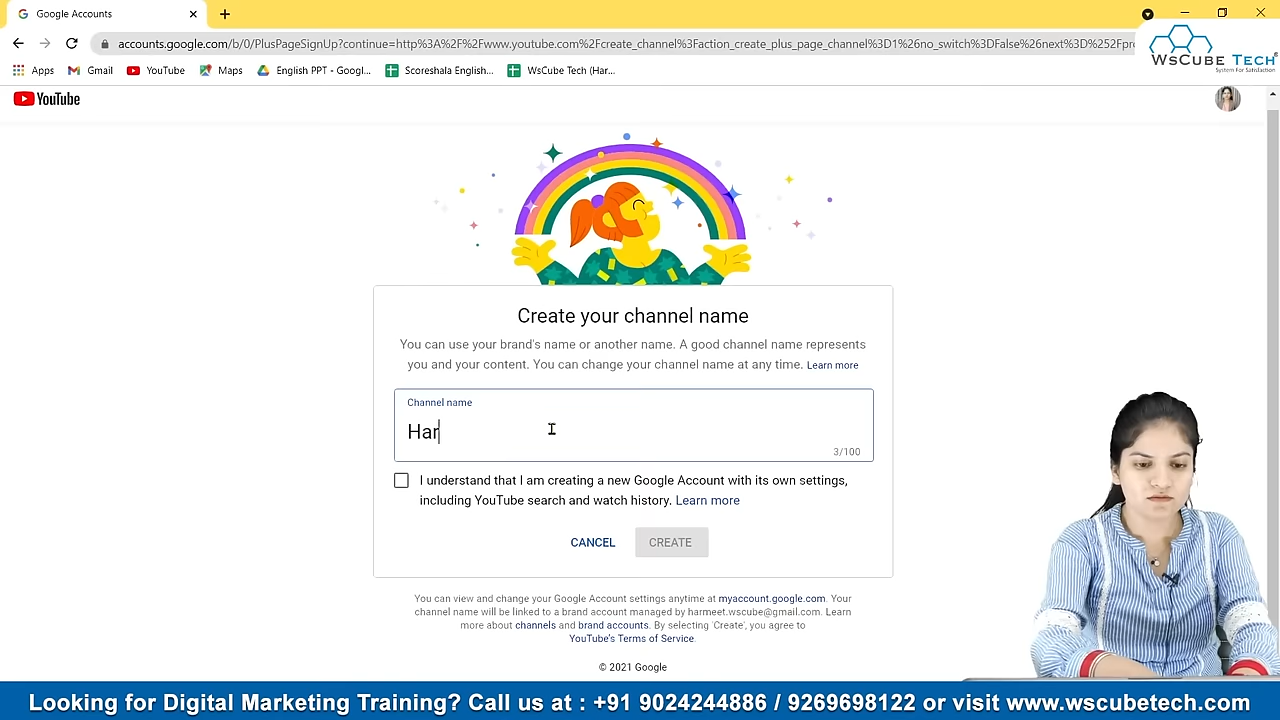 Google Accounts
accounts.google.com/b/0/PlusPageSignUp?continue=http%3A%2F%2Fwww.youtube.com%2Fcreate_channel%3Faction_create_plus_page_channel%3D1%26no_switch%3DFalse%26next%3D%252Fpro
WsCube Tech®
System For Satisfaction
Apps Gmail YouTube Maps English PPT - Googl... Scoreshala English... WsCube Tech (Har...
YouTube
Create your channel name
You can use your brand's name or another name. A good channel name represents
you and your content. You can change your channel name at any time. Learn more
Channel name
Har
3/100
I understand that I am creating a new Google Account with its own settings,
including YouTube search and watch history. Learn more
CANCEL CREATE
You can view and change your Google Account settings anytime at myaccount.google.com. Your
channel name will be linked to a brand account managed by harmeet.wscube@gmail.com. Learn
more about channels and brand accounts. By selecting 'Create', you agree to
YouTube's Terms of Service.
© 2021 Google
Looking for Digital Marketing Training? Call us at : +91 9024244886 / 9269698122 or visit www.wscubetech.com